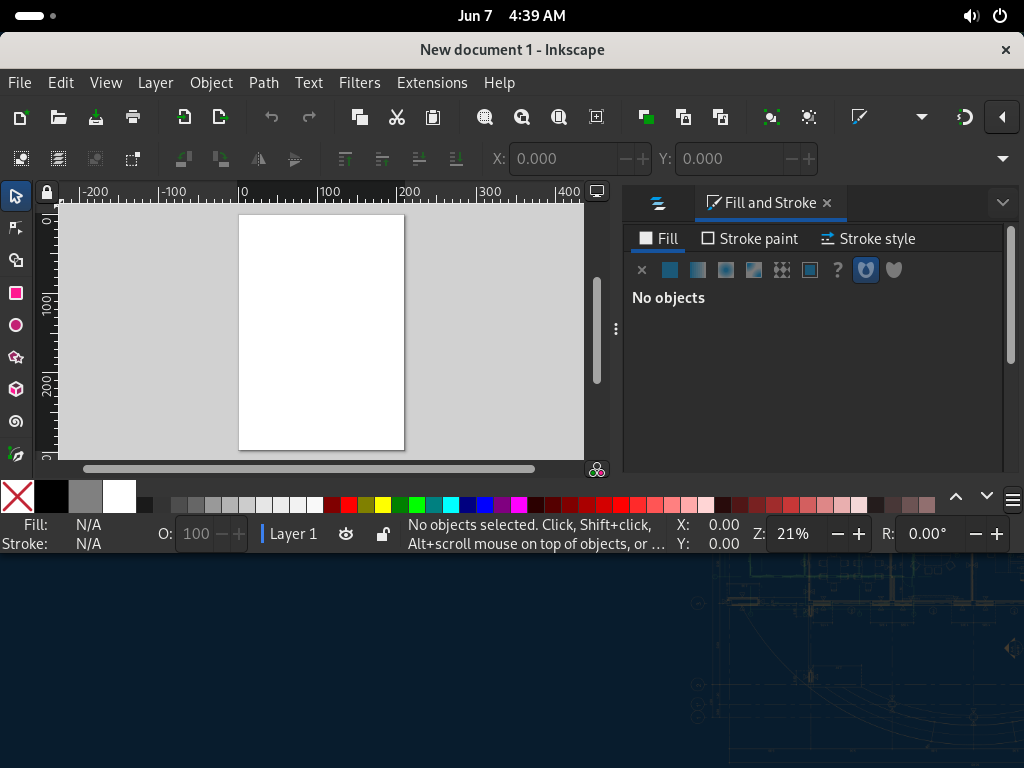 Jun 7 4:39 AM
New document 1 - Inkscape
File Edit View Layer Object Path Text Filters Extensions Help
X: 0.000 Y: 0.000
-200 -100 0 100 200 300 400
0
100
200
Fill and Stroke
Fill Stroke paint Stroke style
?
No objects
Fill: N/A
Stroke: N/A
O: 100
Layer 1
No objects selected. Click, Shift+click,
Alt+scroll mouse on top of objects, or ...
X: 0.00
Y: 0.00
Z: 21%
R: 0.00°